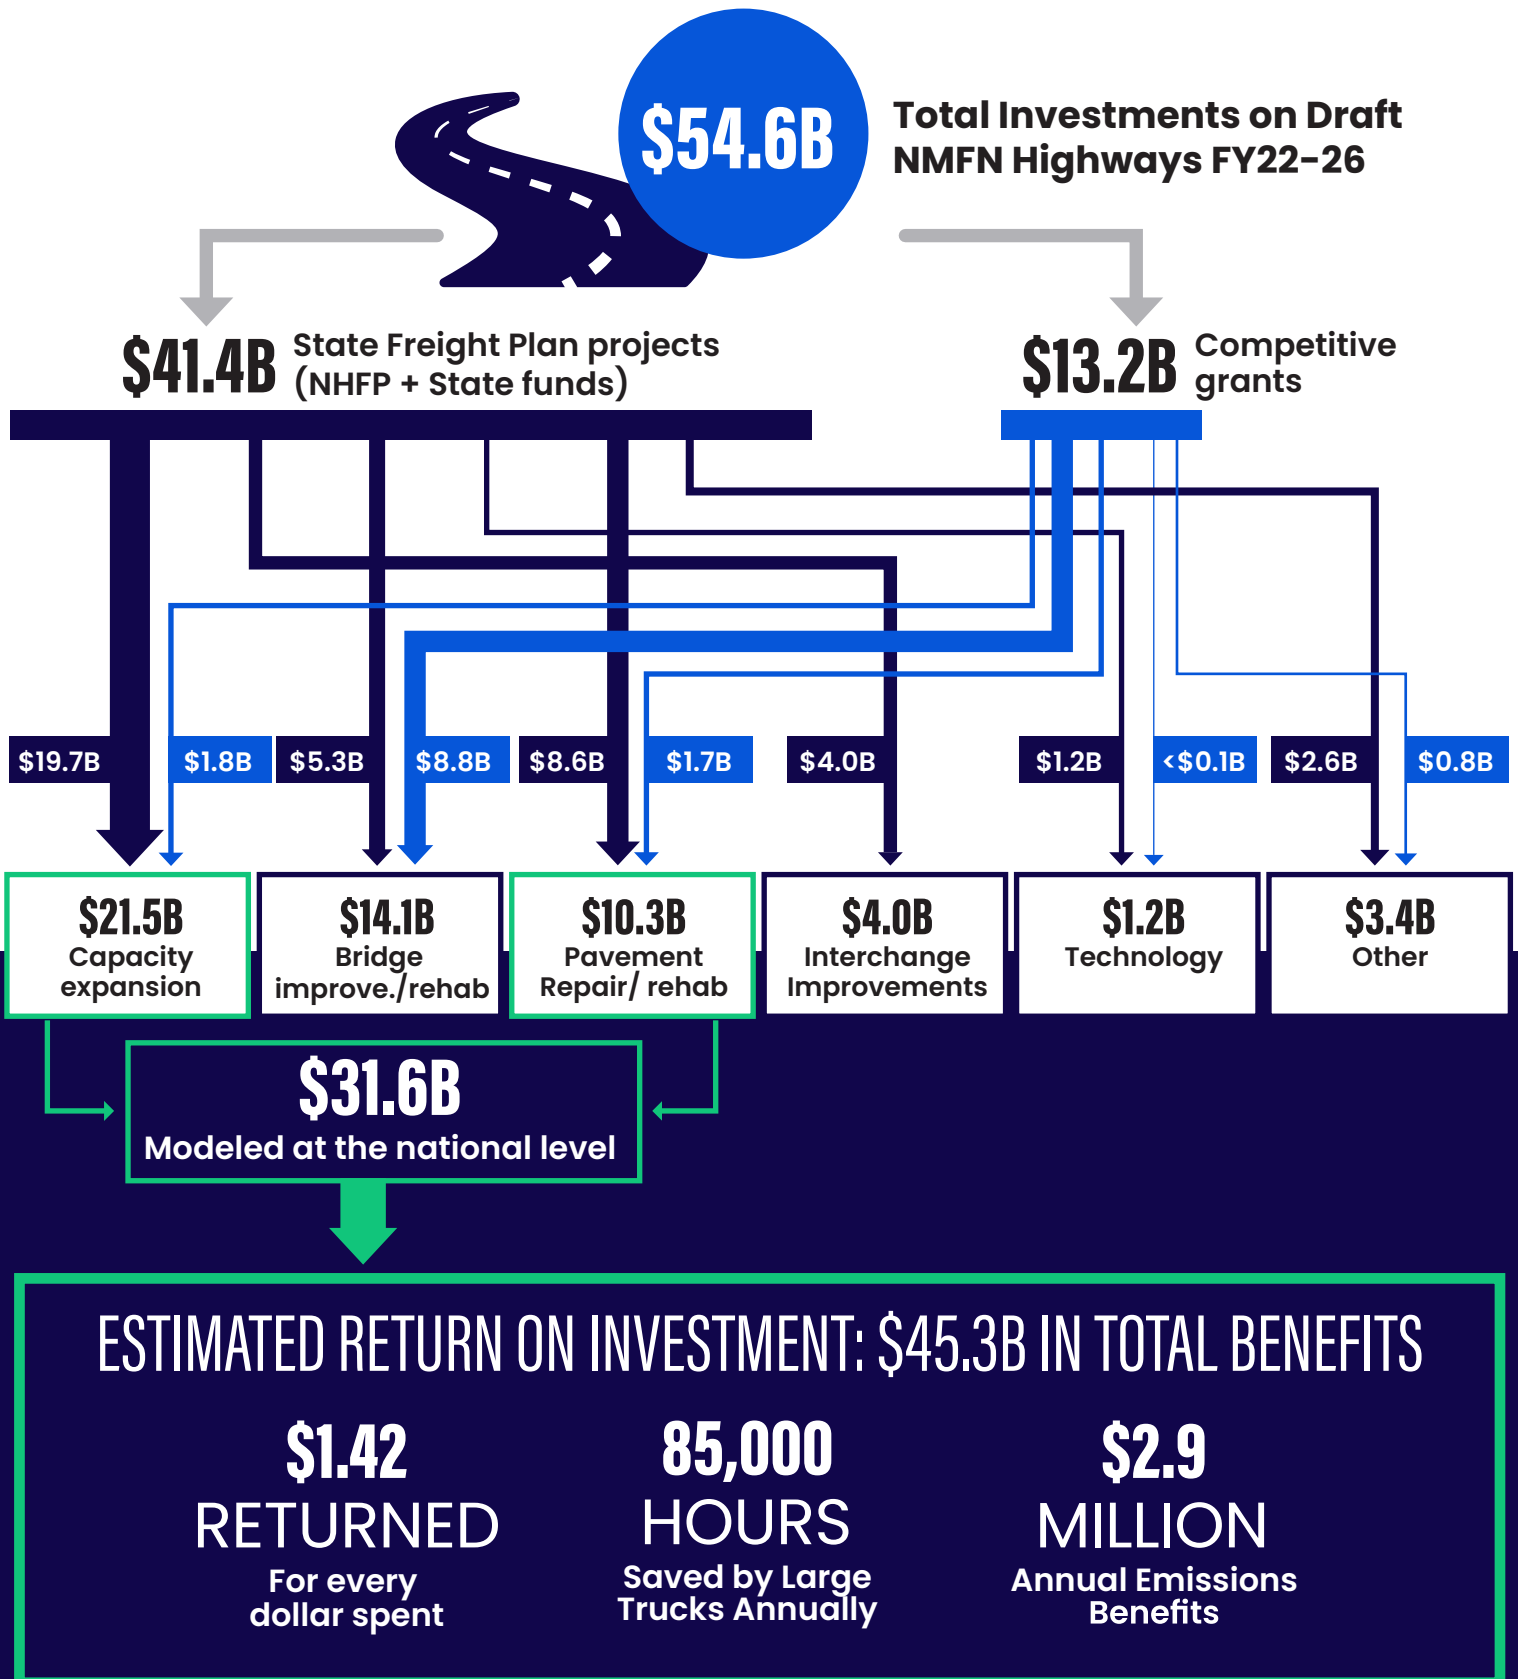 $54.6B
Total Investments on Draft
NMFN Highways FY22-26
$41.4B
State Freight Plan projects
(NHFP + State funds)
$13.2B
Competitive
grants
$19.7B
$1.8B
$5.3B
$8.8B
$8.6B
$1.7B
$4.0B
$1.2B
<$0.1B
$2.6B
$0.8B
$21.5B
Capacity
expansion
$14.1B
Bridge
improve./rehab
$10.3B
Pavement
Repair/ rehab
$4.0B
Interchange
Improvements
$1.2B
Technology
$3.4B
Other
$31.6B
Modeled at the national level
ESTIMATED RETURN ON INVESTMENT: $45.3B IN TOTAL BENEFITS
$1.42
RETURNED
For every
dollar spent
85,000
HOURS
Saved by Large
Trucks Annually
$2.9
MILLION
Annual Emissions
Benefits